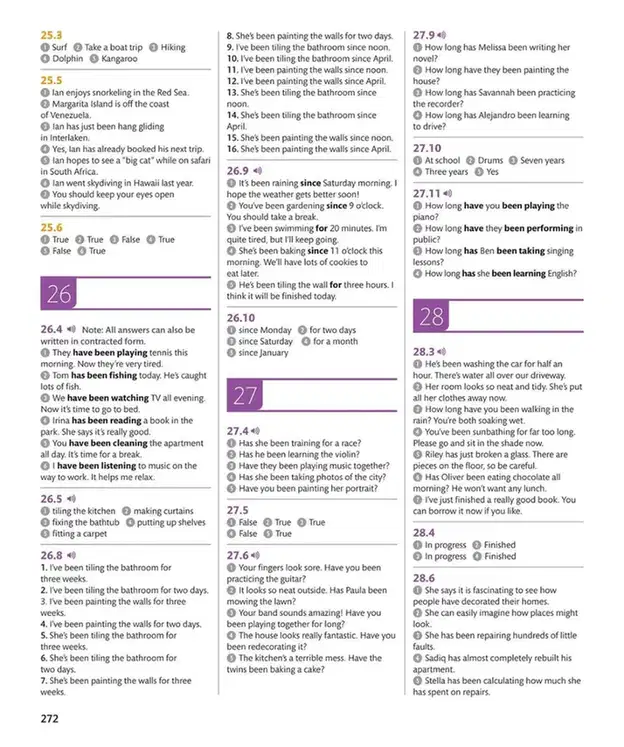 25.3
1 Surf 2 Take a boat trip 3 Hiking
4 Dolphin 5 Kangaroo
25.5
1 Ian enjoys snorkeling in the Red Sea.
2 Margarita Island is off the coast
of Venezuela.
3 Ian has just been hang gliding
in Interlaken.
4 Yes, Ian has already booked his next trip.
5 Ian hopes to see a "big cat" while on safari
in South Africa.
6 Ian went skydiving in Hawaii last year.
7 You should keep your eyes open
while skydiving.
25.6
1 True 2 True 3 False 4 True
5 False 6 True
26
26.4 Note: All answers can also be
written in contracted form.
1 They have been playing tennis this
morning. Now they're very tired.
2 Tom has been fishing today. He's caught
lots of fish.
3 We have been watching TV all evening.
Now it's time to go to bed.
4 Irina has been reading a book in the
park. She says it's really good.
5 You have been cleaning the apartment
all day. It's time for a break.
6 I have been listening to music on the
way to work. It helps me relax.
26.5
1 tiling the kitchen 2 making curtains
3 fixing the bathtub 4 putting up shelves
5 fitting a carpet
26.8
1. I've been tiling the bathroom for
three weeks.
2. I've been tiling the bathroom for two days.
3. I've been painting the walls for three
weeks.
4. I've been painting the walls for two days.
5. She's been tiling the bathroom for
three weeks.
6. She's been tiling the bathroom for
two days.
7. She's been painting the walls for three
weeks.
8. She's been painting the walls for two days.
9. I've been tiling the bathroom since noon.
10. I've been tiling the bathroom since April.
11. I've been painting the walls since noon.
12. I've been painting the walls since April.
13. She's been tiling the bathroom since
noon.
14. She's been tiling the bathroom since
April.
15. She's been painting the walls since noon.
16. She's been painting the walls since April.
26.9
1 It's been raining since Saturday morning. I
hope the weather gets better soon!
2 You've been gardening since 9 o'clock.
You should take a break.
3 I've been swimming for 20 minutes. I'm
quite tired, but I'll keep going.
4 She's been baking since 11 o'clock this
morning. We'll have lots of cookies to
eat later.
5 He's been tiling the wall for three hours. I
think it will be finished today.
26.10
1 since Monday 2 for two days
3 since Saturday 4 for a month
5 since January
27
27.4
1 Has she been training for a race?
2 Has he been learning the violin?
3 Have they been playing music together?
4 Has she been taking photos of the city?
5 Have you been painting her portrait?
27.5
1 False 2 True 3 True
4 False 5 True
27.6
1 Your fingers look sore. Have you been
practicing the guitar?
2 It looks so neat outside. Has Paula been
mowing the lawn?
3 Your band sounds amazing! Have you
been playing together for long?
4 The house looks really fantastic. Have you
been redecorating it?
5 The kitchen's a terrible mess. Have the
twins been baking a cake?
27.9
1 How long has Melissa been writing her
novel?
2 How long have they been painting the
house?
3 How long has Savannah been practicing
the recorder?
4 How long has Alejandro been learning
to drive?
27.10
1 At school 2 Drums 3 Seven years
4 Three years 5 Yes
27.11
1 How long have you been playing the
piano?
2 How long have they been performing in
public?
3 How long has Ben been taking singing
lessons?
4 How long has she been learning English?
28
28.3
1 He's been washing the car for half an
hour. There's water all over our driveway.
2 Her room looks so neat and tidy. She's put
all her clothes away now.
3 How long have you been walking in the
rain? You're both soaking wet.
4 You've been sunbathing for far too long.
Please go and sit in the shade now.
5 Riley has just broken a glass. There are
pieces on the floor, so be careful.
6 Has Oliver been eating chocolate all
morning? He won't want any lunch.
7 I've just finished a really good book. You
can borrow it now if you like.
28.4
1 In progress 2 Finished
3 In progress 4 Finished
28.6
1 She says it is fascinating to see how
people have decorated their homes.
2 She can easily imagine how places might
look.
3 She has been repairing hundreds of little
faults.
4 Sadiq has almost completely rebuilt his
apartment.
5 Stella has been calculating how much she
has spent on repairs.
272